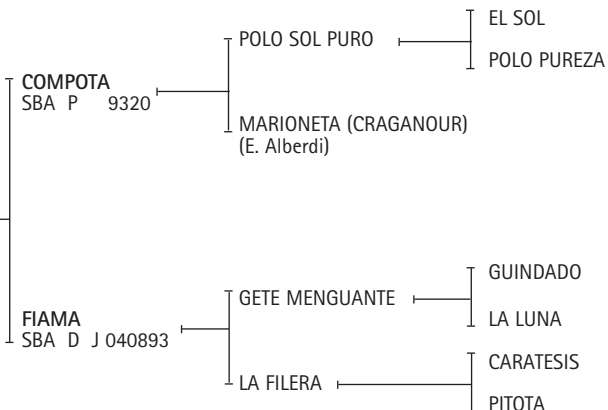 EL SOL
POLO SOL PURO
POLO PUREZA
COMPOTA
SBA P 9320
MARIONETA (CRAGANOUR)
(E. Alberdi)
GUINDADO
GETE MENGUANTE
LA LUNA
FIAMA
SBA D J 040893
CARATESIS
LA FILERA
PITOTA